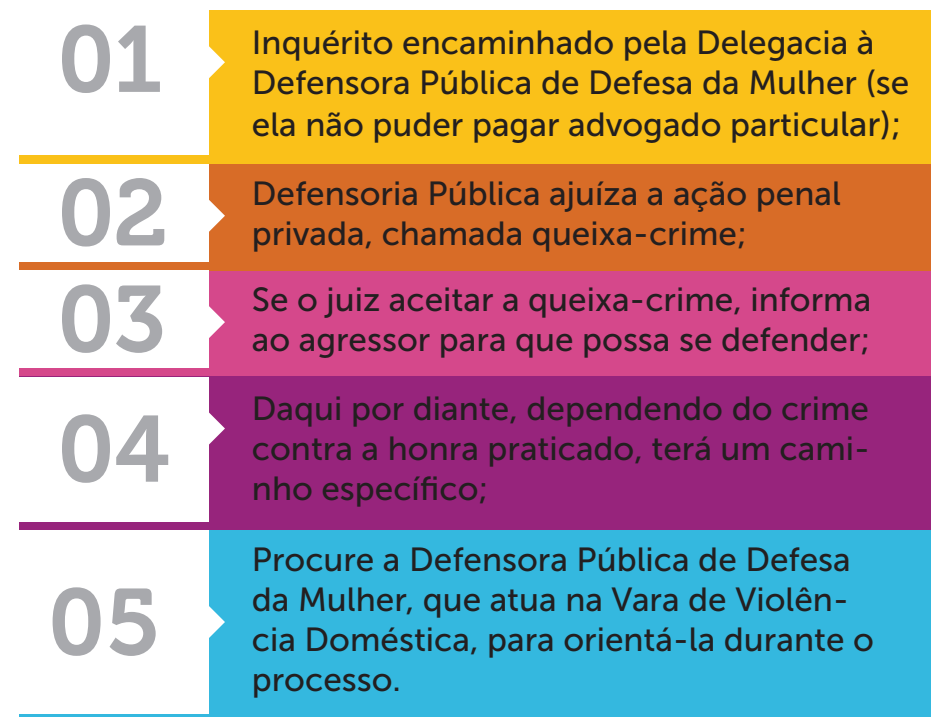 01
Inquérito encaminhado pela Delegacia à
Defensora Pública de Defesa da Mulher (se
ela não puder pagar advogado particular);
02
Defensoria Pública ajuíza a ação penal
privada, chamada queixa-crime;
03
Se o juiz aceitar a queixa-crime, informa
ao agressor para que possa se defender;
04
Daqui por diante, dependendo do crime
contra a honra praticado, terá um cami-
nho específico;
05
Procure a Defensora Pública de Defesa
da Mulher, que atua na Vara de Violên-
cia Doméstica, para orientá-la durante o
processo.